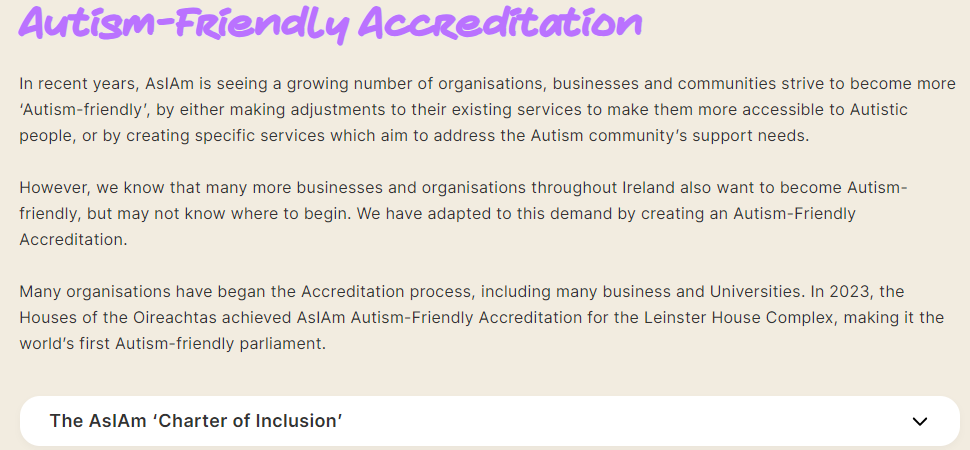 Autism-Friendly Accreditation
In recent years, AsIAm is seeing a growing number of organisations, businesses and communities strive to become more
‘Autism-friendly’, by either making adjustments to their existing services to make them more accessible to Autistic
people, or by creating specific services which aim to address the Autism community’s support needs.
However, we know that many more businesses and organisations throughout Ireland also want to become Autism-
friendly, but may not know where to begin. We have adapted to this demand by creating an Autism-Friendly
Accreditation.
Many organisations have began the Accreditation process, including many business and Universities. In 2023, the
Houses of the Oireachtas achieved AsIAm Autism-Friendly Accreditation for the Leinster House Complex, making it the
world’s first Autism-friendly parliament.
The AsIAm ‘Charter of Inclusion’